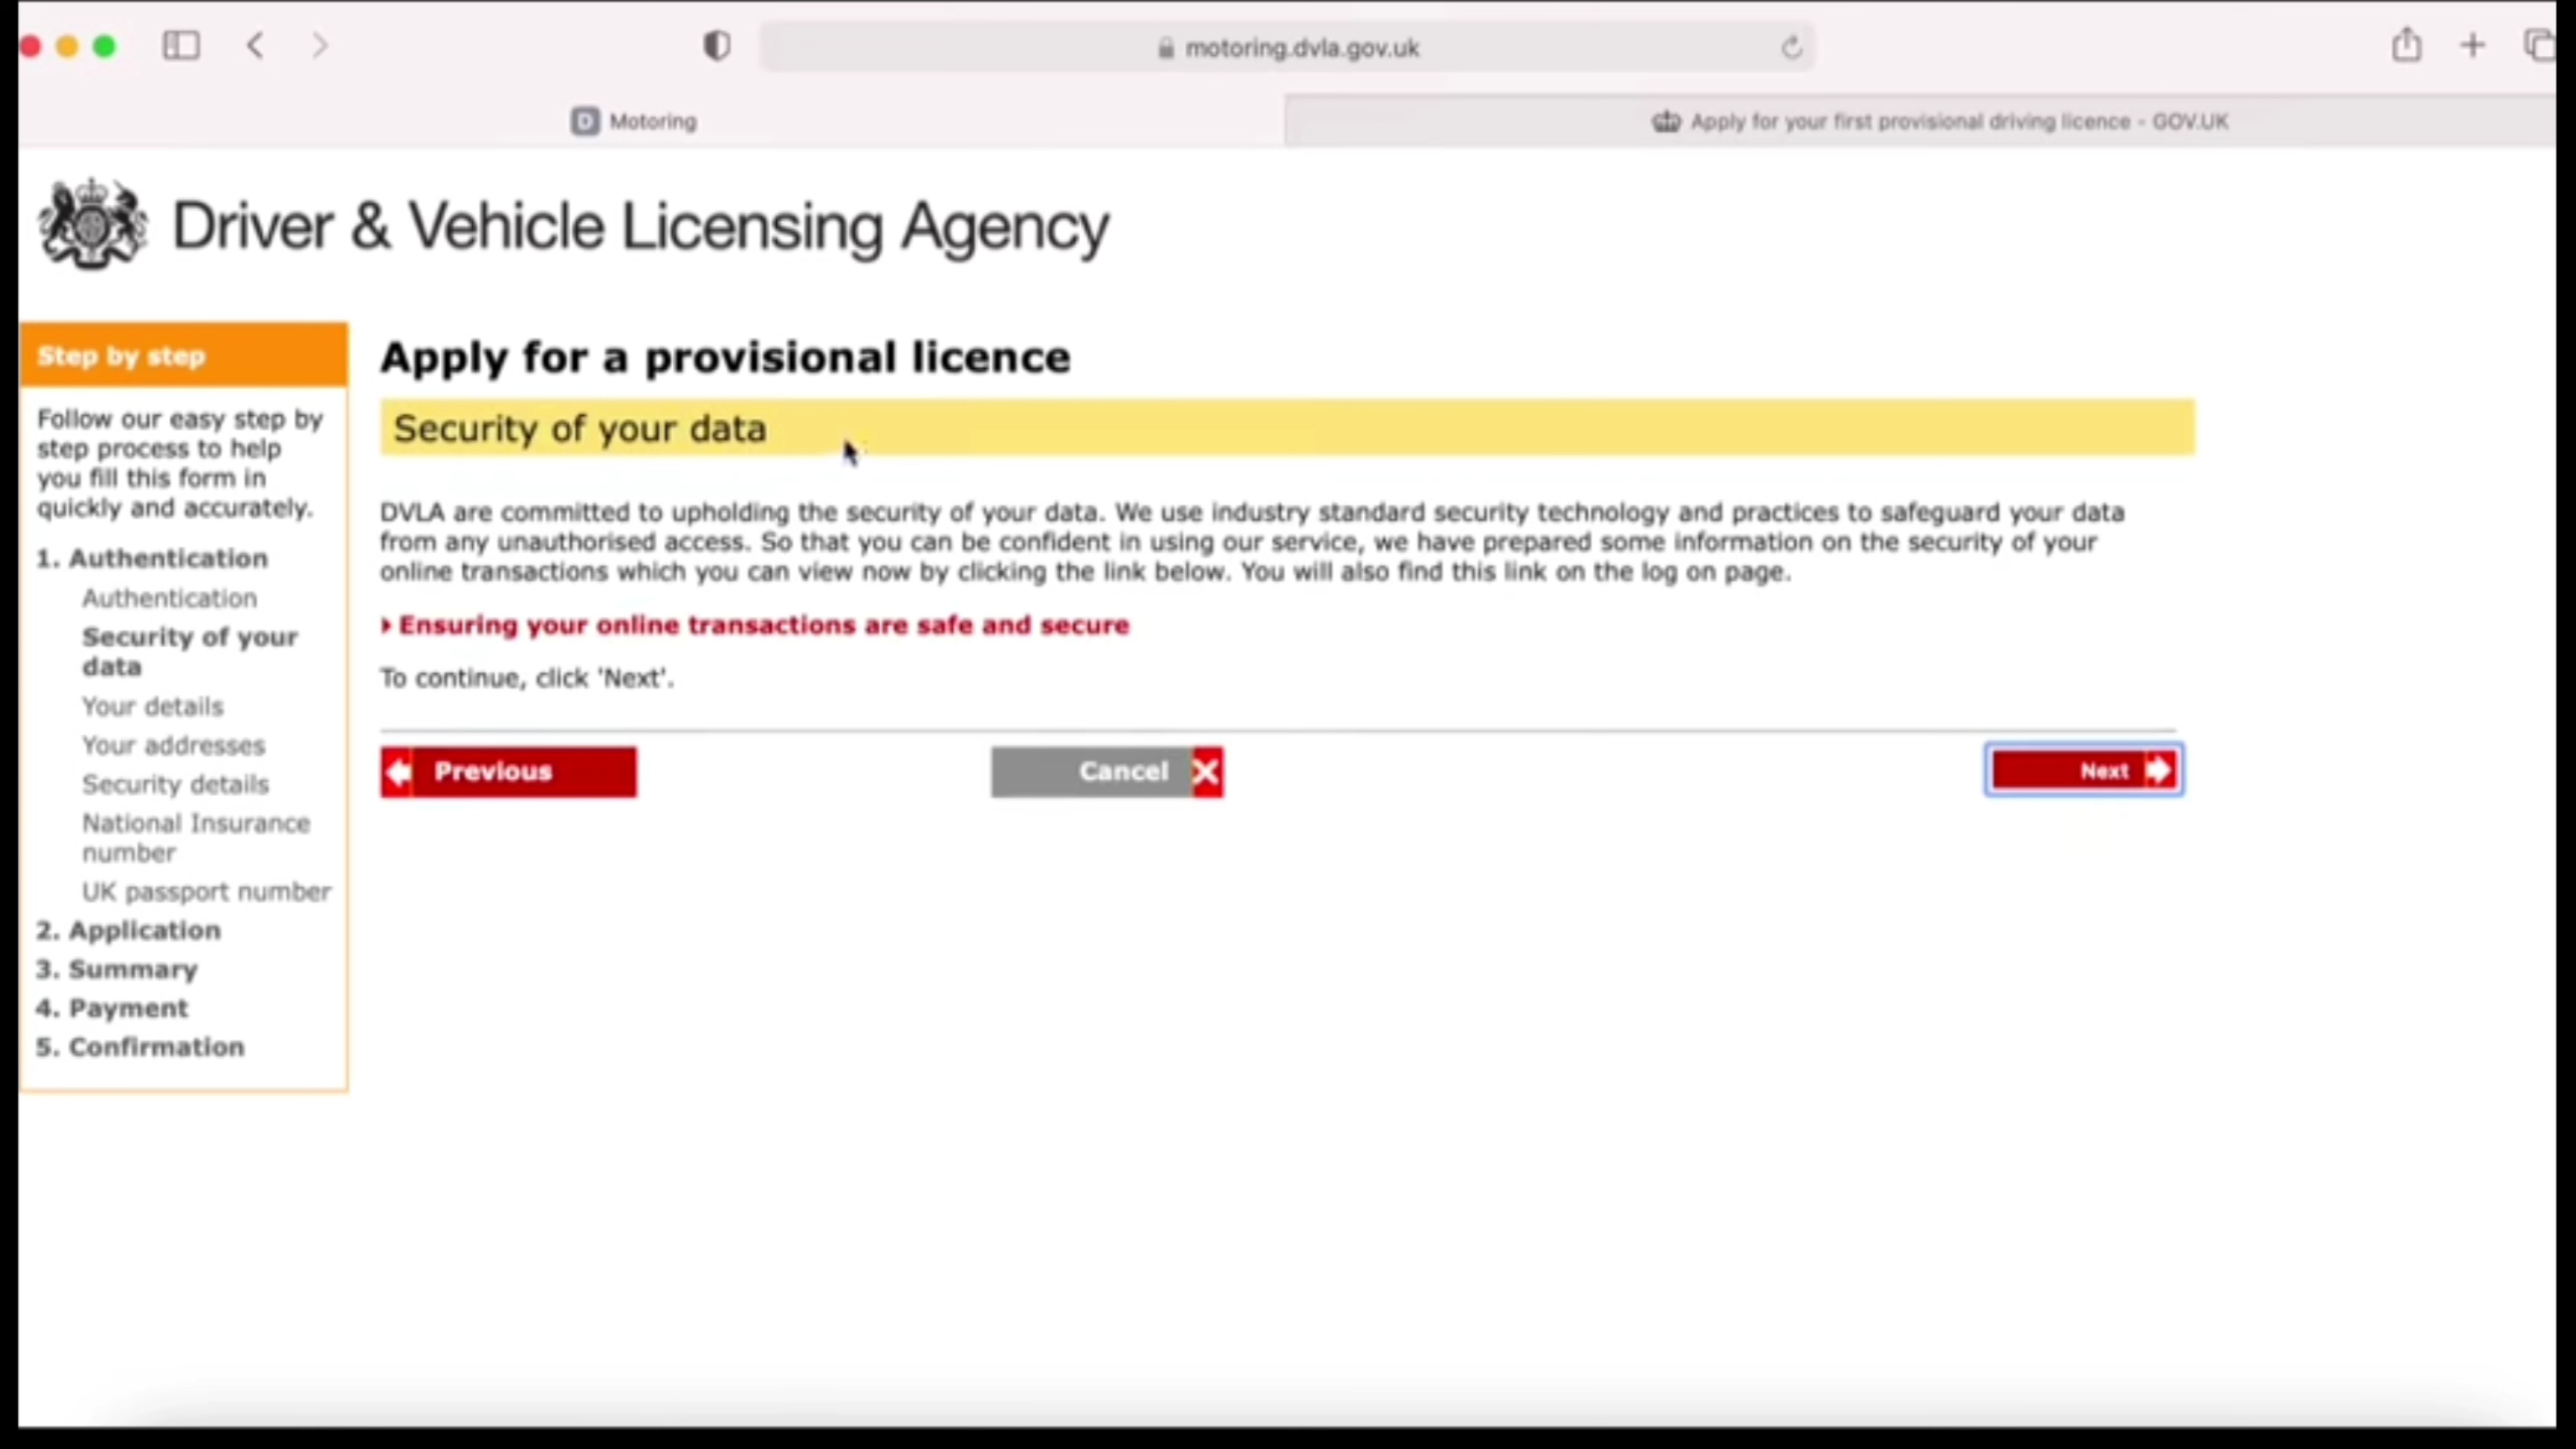 motoring.dvla.gov.uk
D Motoring
Apply for your first provisional driving licence - GOV.UK
Driver & Vehicle Licensing Agency
Step by step
Follow our easy step by
step process to help
you fill this form in
quickly and accurately.
1. Authentication
Authentication
Security of your
data
Your details
Your addresses
Security details
National Insurance
number
UK passport number
2. Application
3. Summary
4. Payment
5. Confirmation
Apply for a provisional licence
Security of your data
DVLA are committed to upholding the security of your data. We use industry standard security technology and practices to safeguard your data
from any unauthorised access. So that you can be confident in using our service, we have prepared some information on the security of your
online transactions which you can view now by clicking the link below. You will also find this link on the log on page.
Ensuring your online transactions are safe and secure
To continue, click 'Next'.
Previous
Cancel
Next